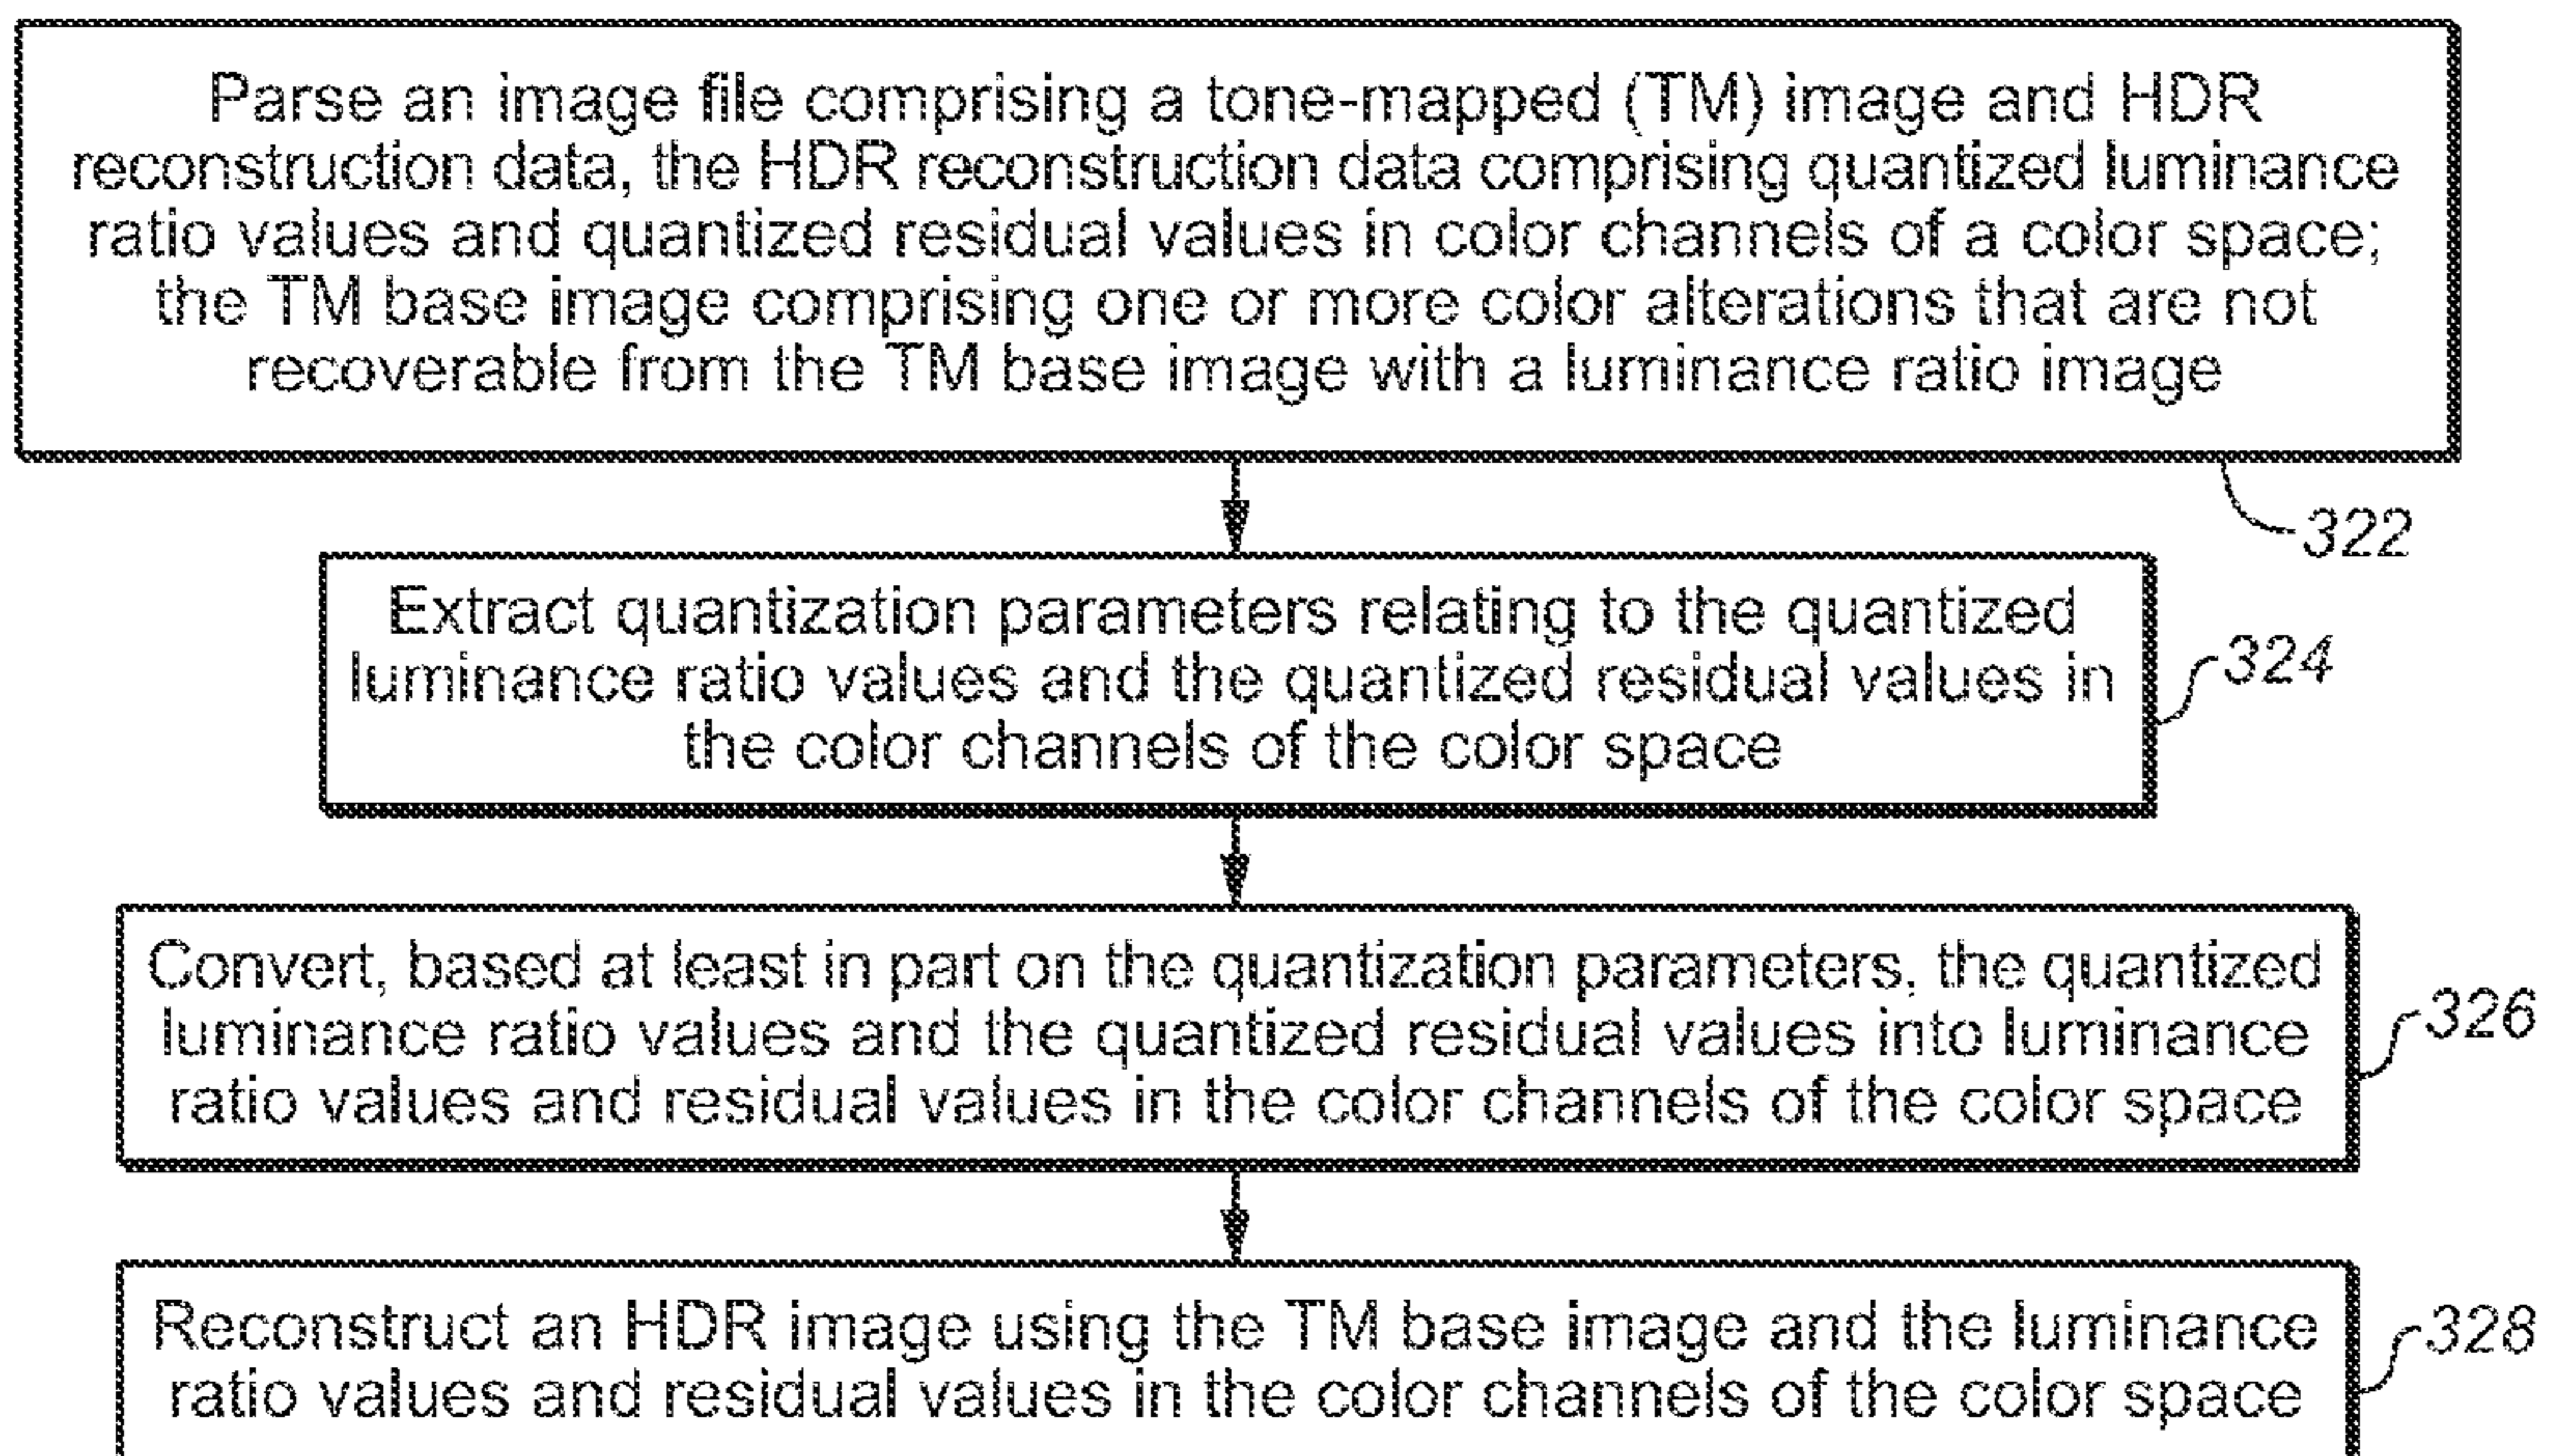 Parse an image file comprising a tone-mapped (TM) image and HDR
reconstruction data, the HDR reconstruction data comprising quantized luminance
ratio values and quantized residual values in color channels of a color space;
the TM base image comprising one or more color alterations that are not
recoverable from the TM base image with a luminance ratio image
322
Extract quantization parameters relating to the quantized
luminance ratio values and the quantized residual values in
the color channels of the color space
324
Convert, based at least in part on the quantization parameters, the quantized
luminance ratio values and the quantized residual values into luminance
ratio values and residual values in the color channels of the color space
326
Reconstruct an HDR image using the TM base image and the luminance
ratio values and residual values in the color channels of the color space
328